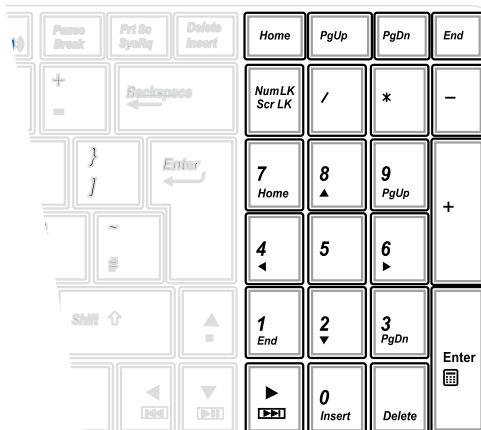 Pause Prt Sc Delete Home PgUp PgDn End
Break SysRq Insert
+ Backspace NumLK / * -
= Scr LK
} Enter 7 8 9 +
] Home ▲ PgUp
~ 4 5 6
# ◀ ▶
Shift ⇧ ▲ 1 2 3 Enter
End ▼ PgDn
◀ ▼ ▶ 0
Insert Delete